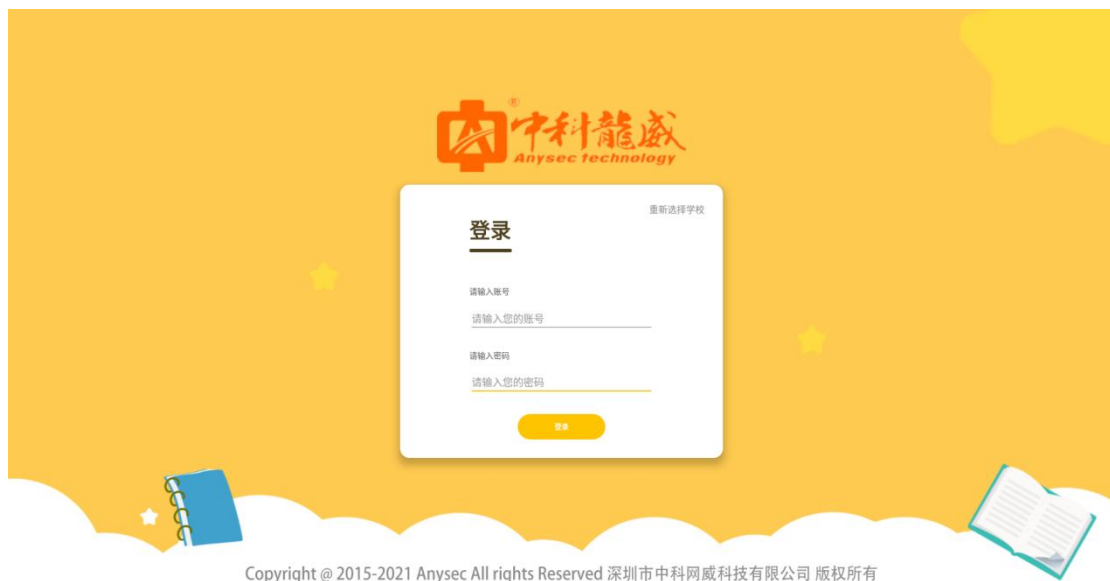 ®
中科龍威
Anysec technology
重新选择学校
登录
请输入账号
请输入您的账号
请输入密码
请输入您的密码
登录
Copyright @ 2015-2021 Anysec All rights Reserved 深圳市中科网威科技有限公司 版权所有